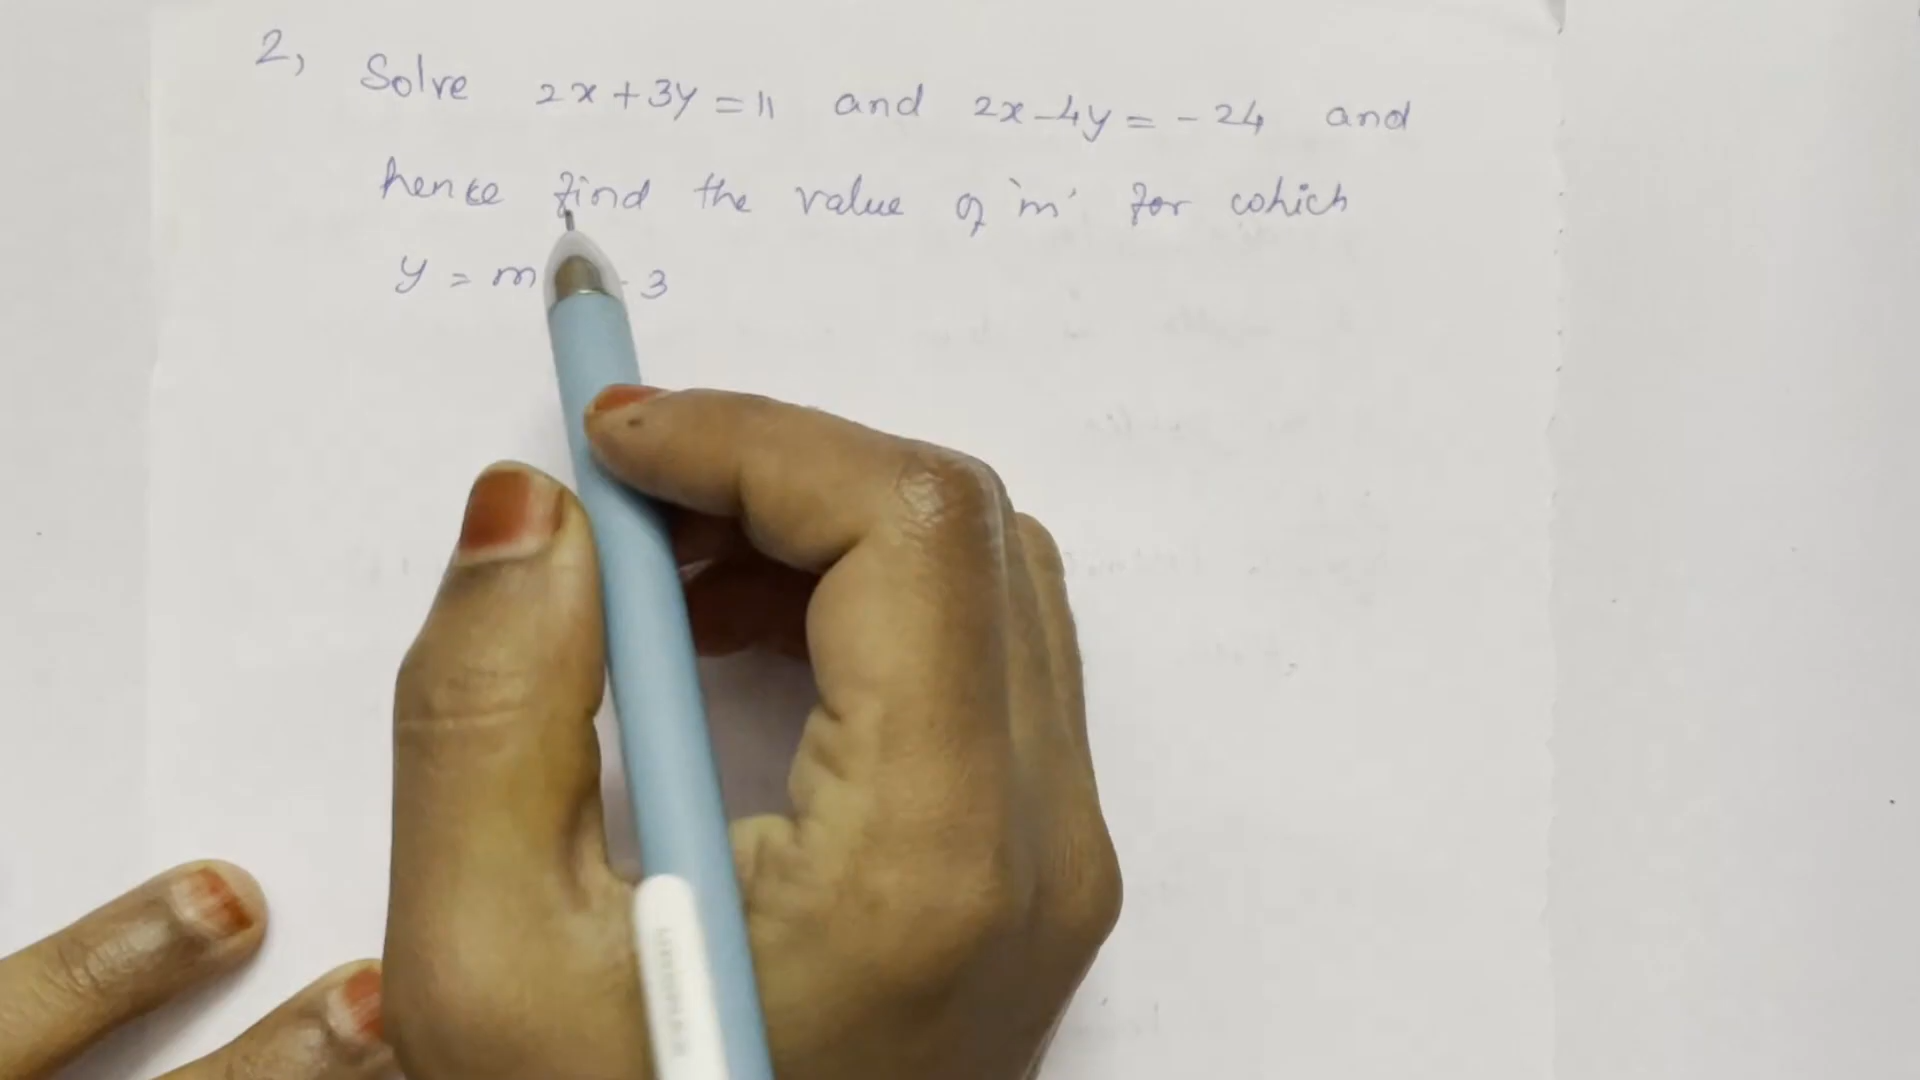 2, Solve 2x+3y=11 and 2x-4y=-24 and
hence find the value of 'm' for which
y = m 3